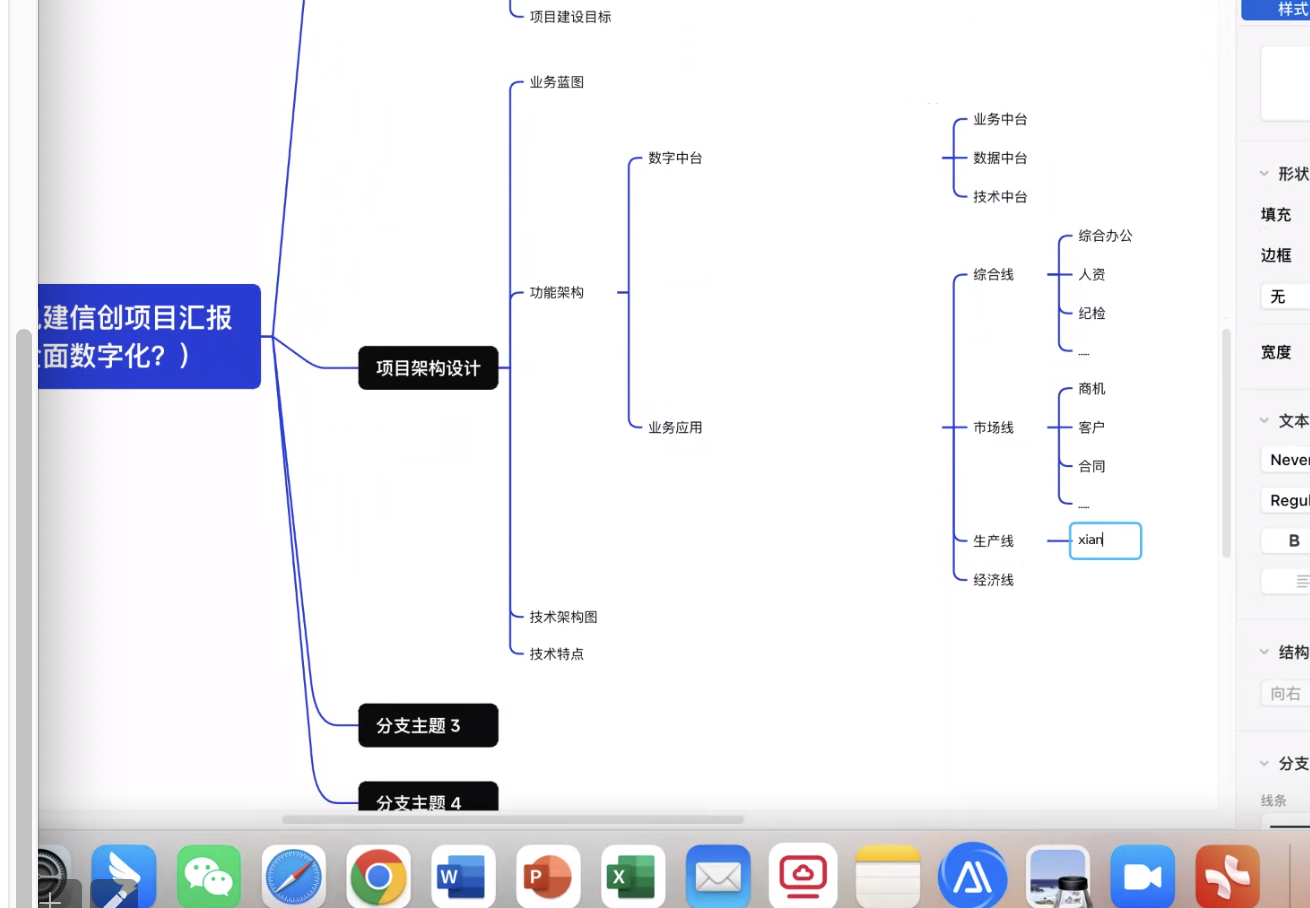 样式
项目建设目标
业务蓝图
业务中台
数字中台
数据中台
技术中台
形状
填充
综合办公
边框
综合线
人资
功能架构
无
纪检
建信创项目汇报
面数字化？）
宽度
.....
项目架构设计
商机
文本
业务应用
市场线
客户
合同
.....
生产线
xian
B
经济线
技术架构图
技术特点
结构
向右
分支主题 3
分支
线条
分支主题 4
W
P
X